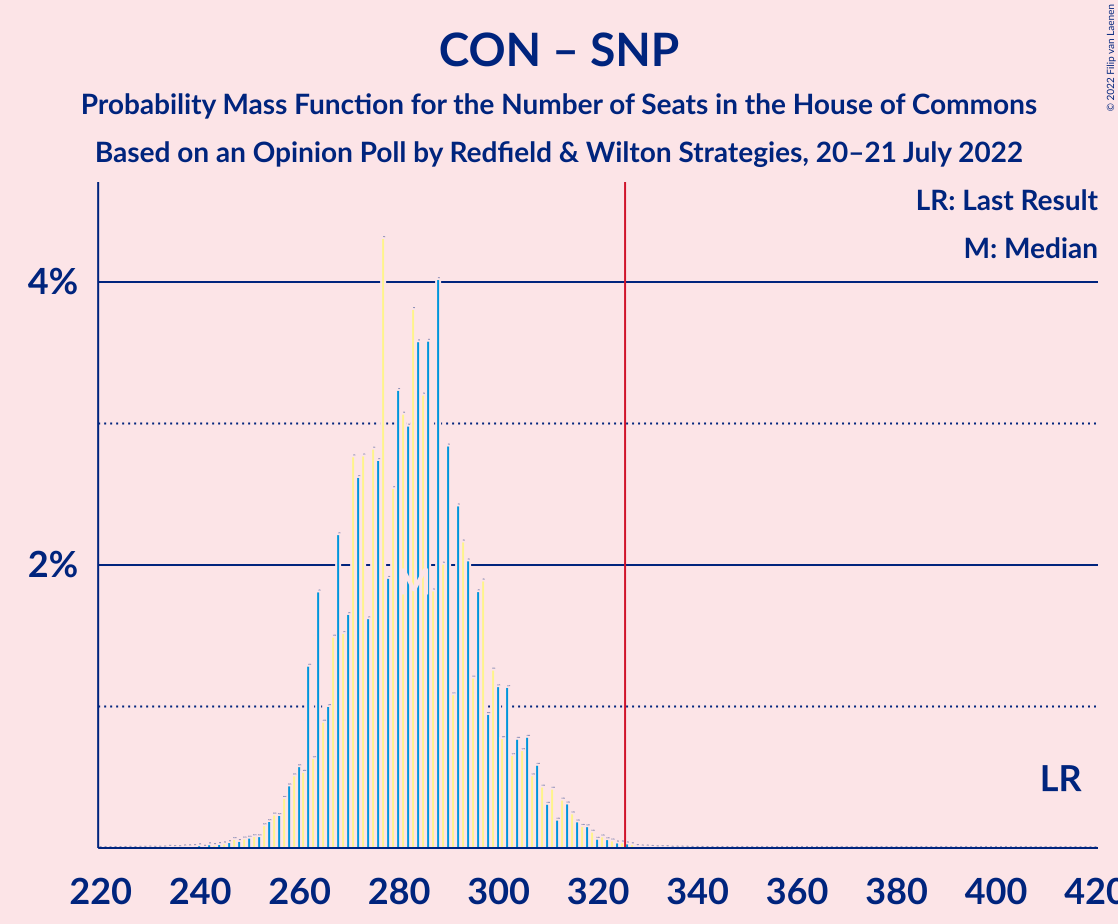 CON – SNP
Probability Mass Function for the Number of Seats in the House of Commons
Based on an Opinion Poll by Redfield & Wilton Strategies, 20–21 July 2022
© 2022 Filip van Laenen
LR: Last Result
M: Median
4%
2%
M
LR
220 240 260 280 300 320 340 360 380 400 420